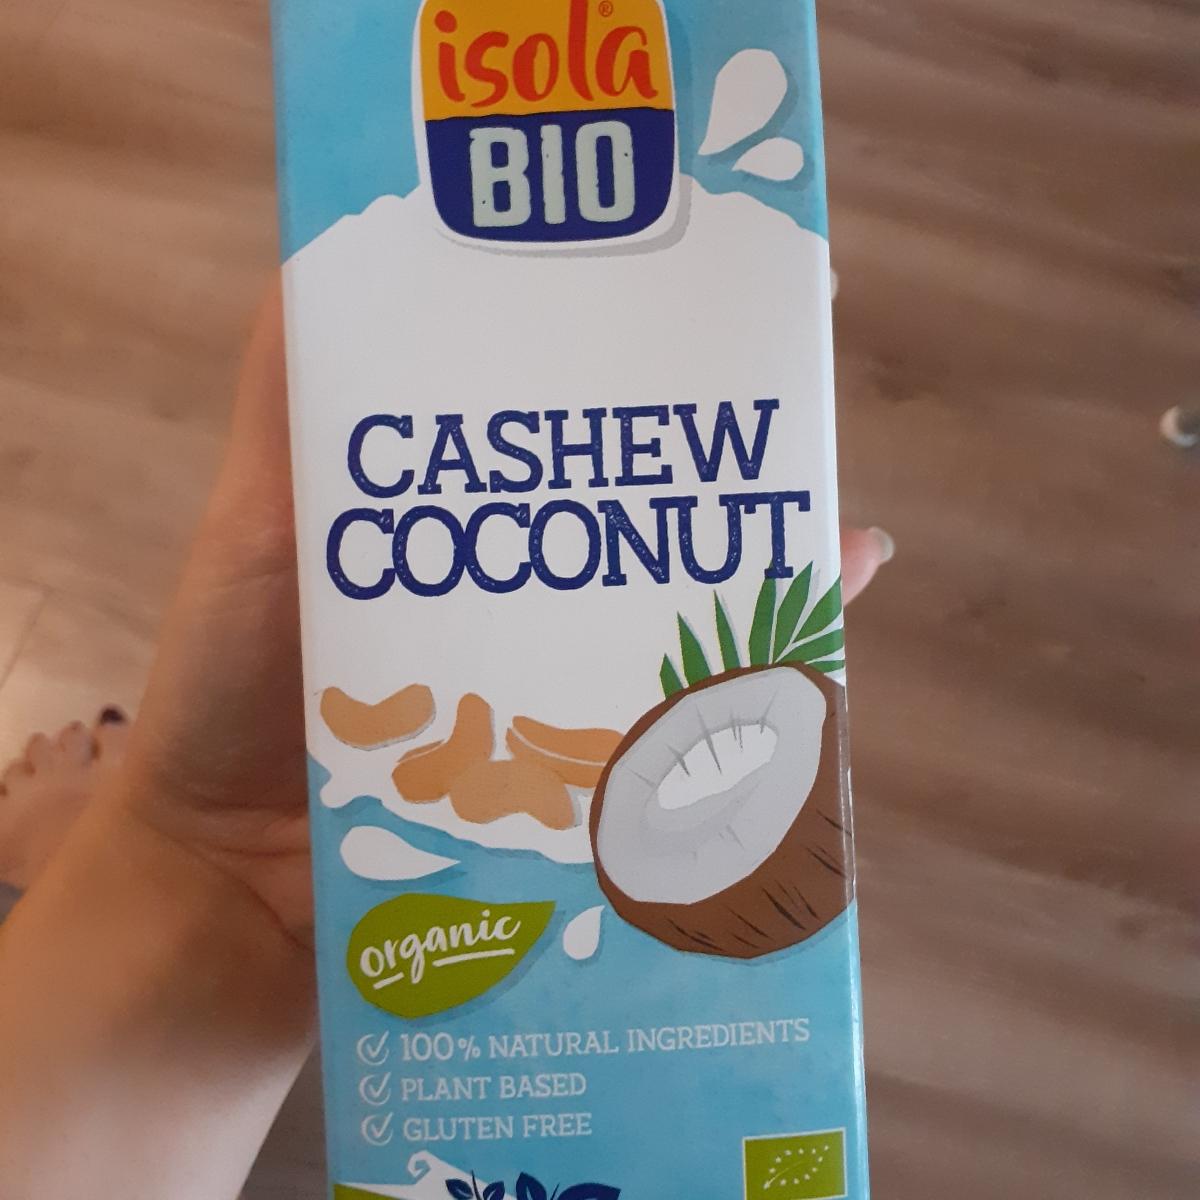 isola®
BIO
CASHEW
COCONUT
organic
100% NATURAL INGREDIENTS
PLANT BASED
GLUTEN FREE